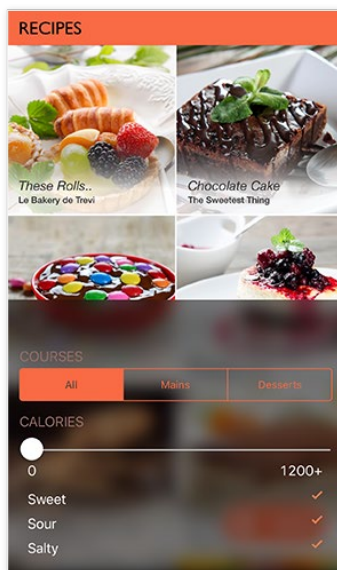 RECIPES
These Rolls..
Le Bakery de Trevi
Chocolate Cake
The Sweetest Thing
COURSES
All Mains Desserts
CALORIES
0 1200+
Sweet
Sour
Salty